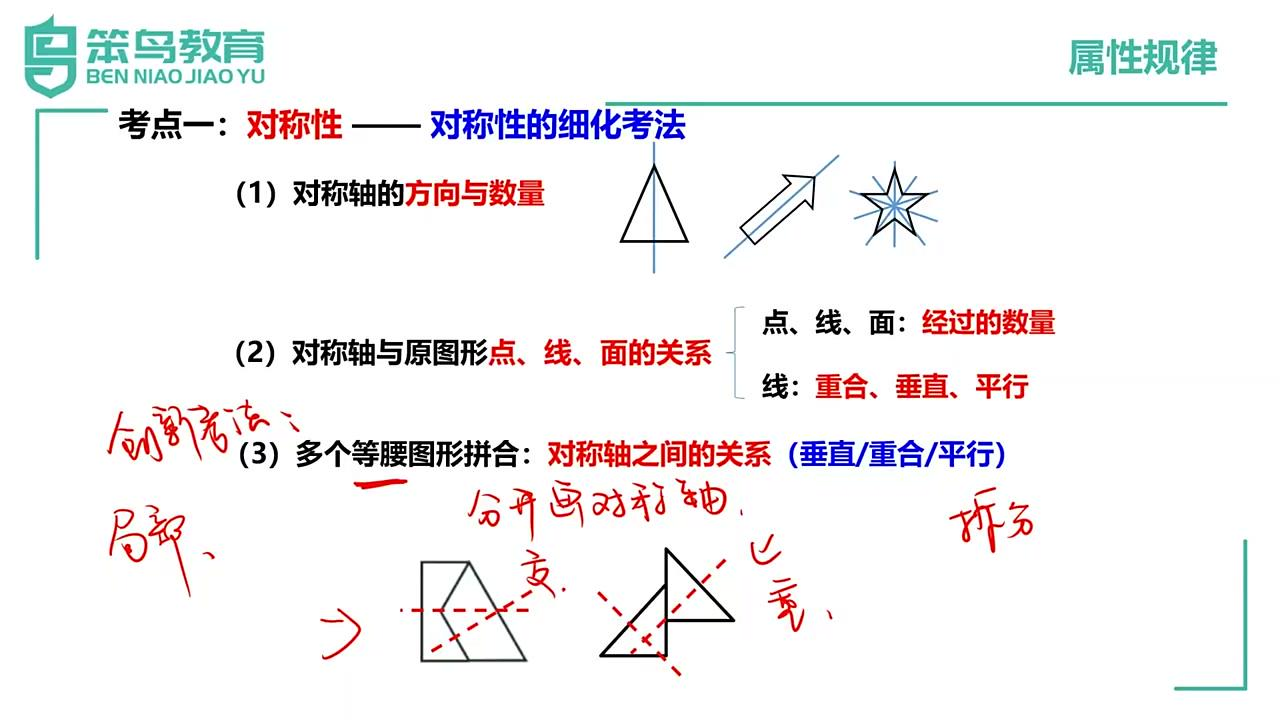 笨鸟教育
BEN NIAO JIAO YU
属性规律
考点一：对称性 —— 对称性的细化考法
（1）对称轴的方向与数量
（2）对称轴与原图形点、线、面的关系
点、线、面：经过的数量
线：重合、垂直、平行
创新考法：
（3）多个等腰图形拼合：对称轴之间的关系（垂直/重合/平行）
局部、
分开画对称轴.
拆分